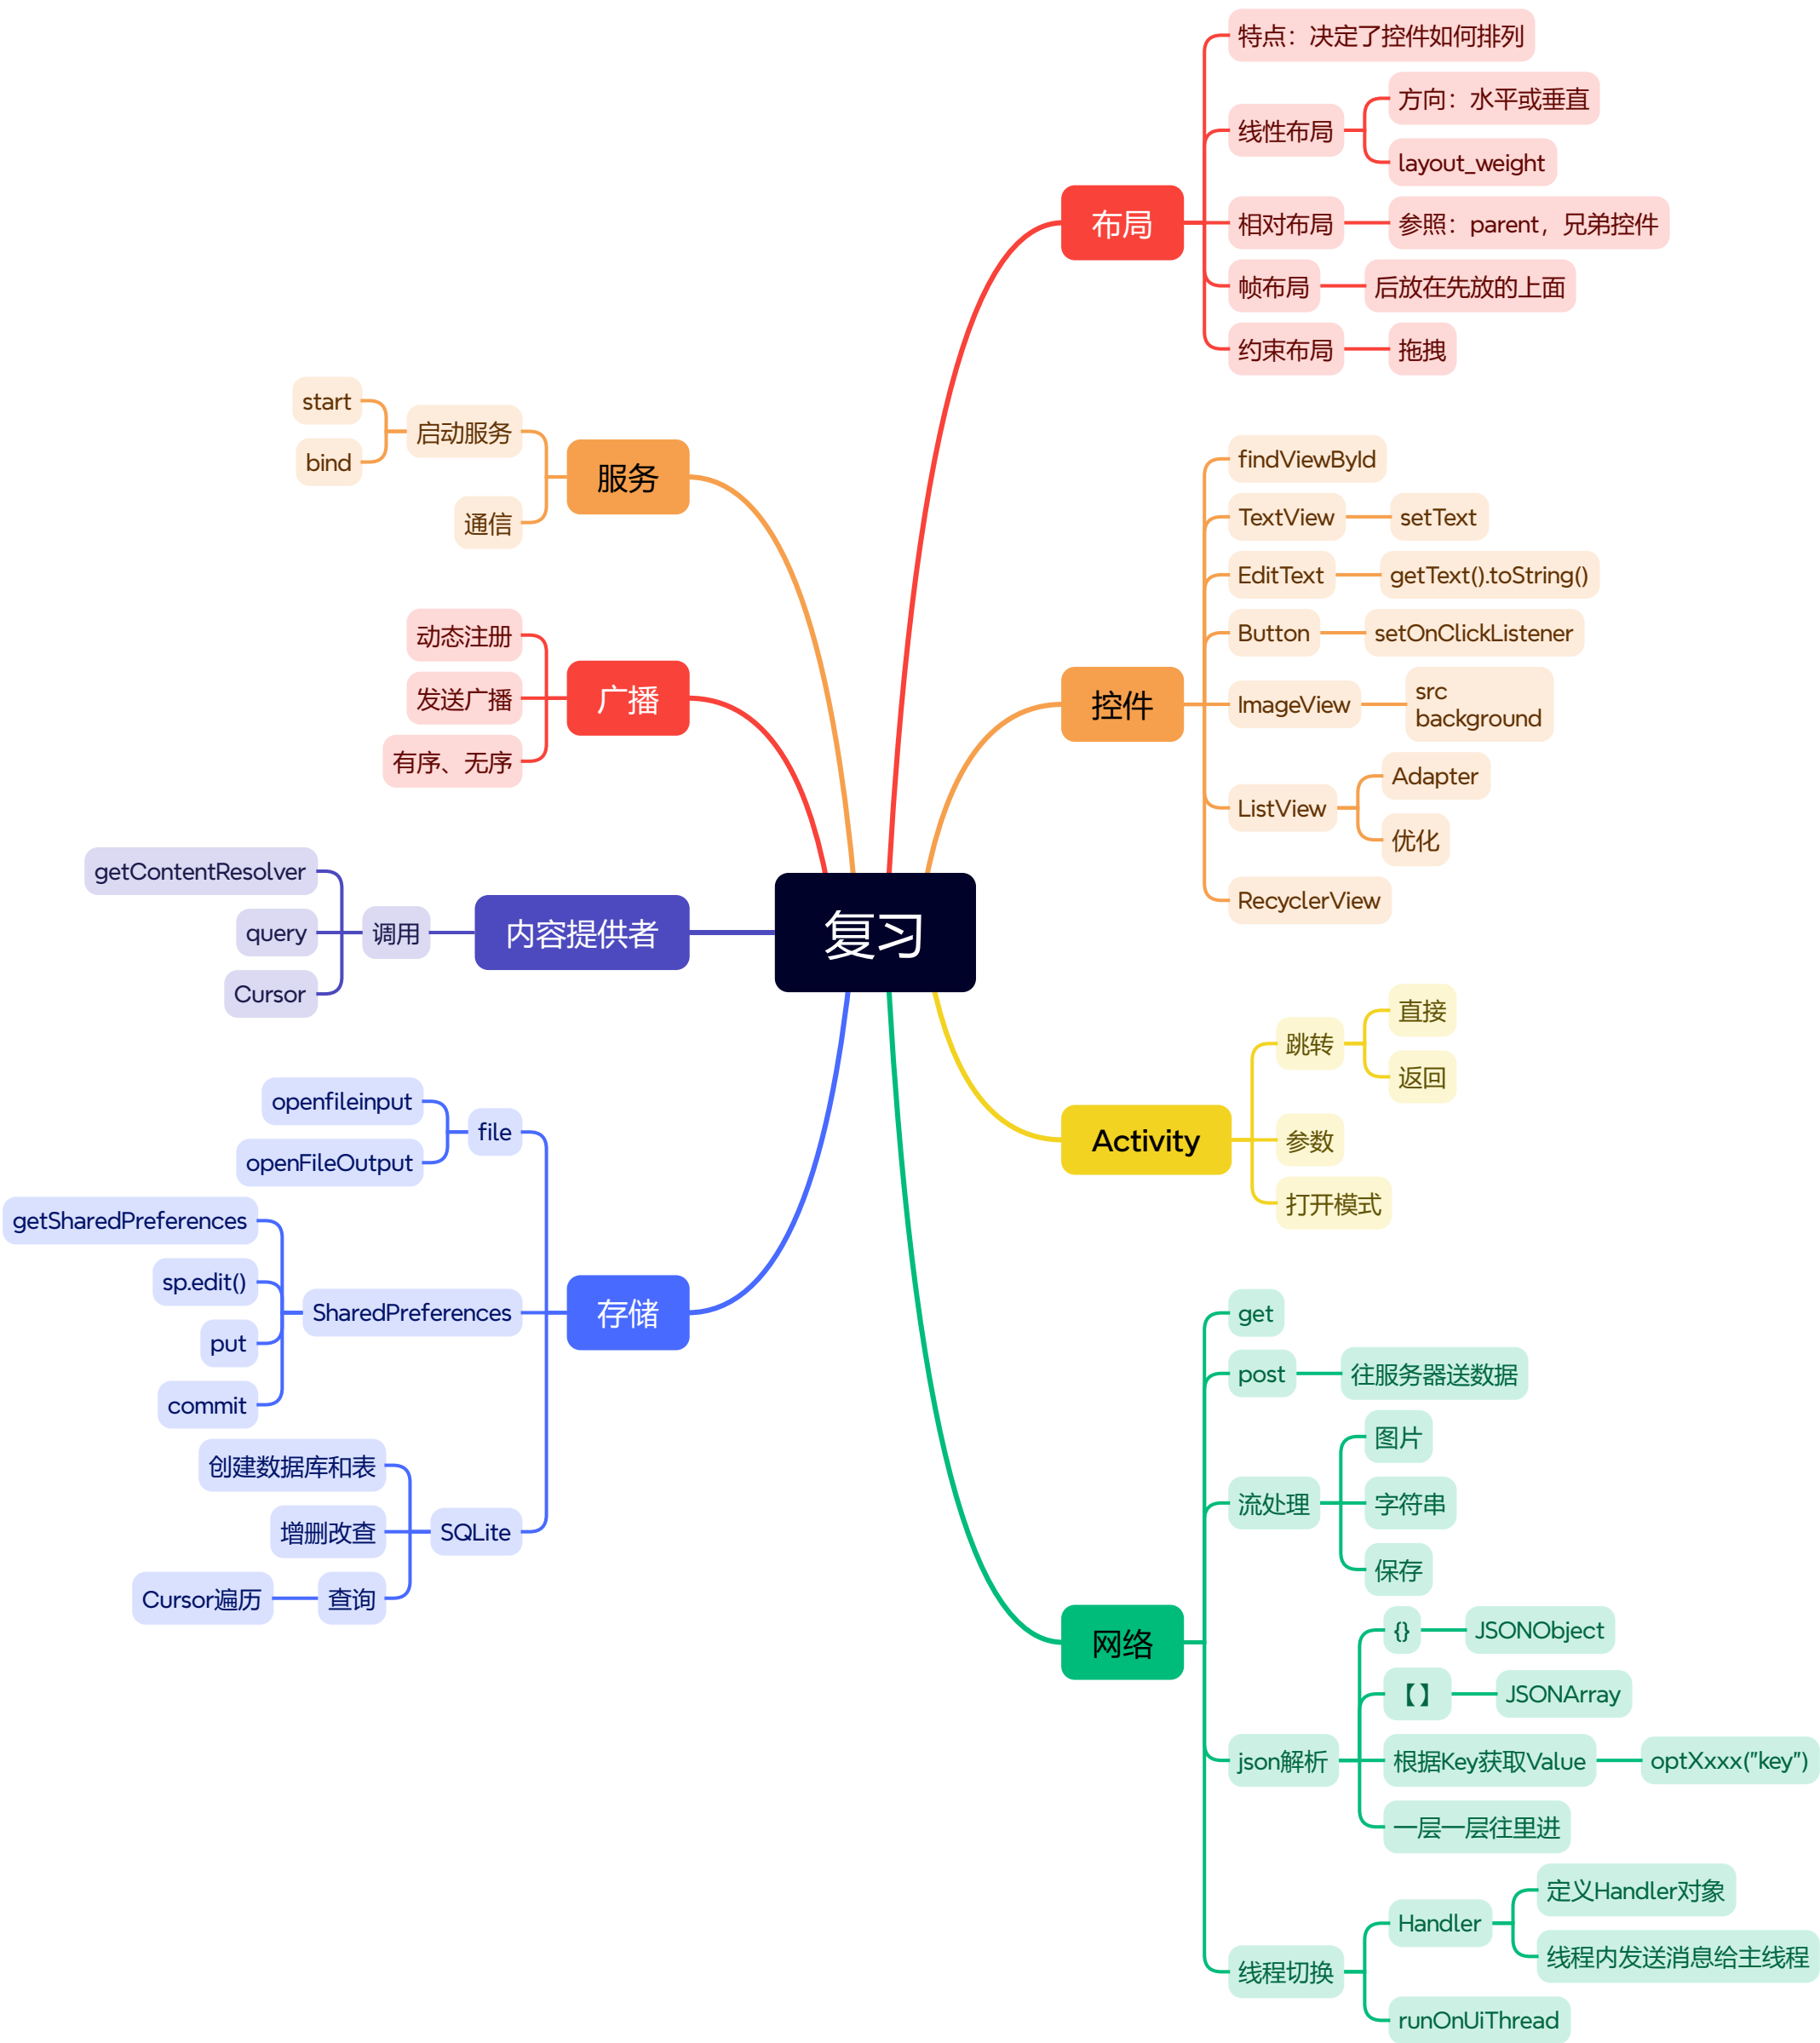 复习
布局
特点：决定了控件如何排列
线性布局
方向：水平或垂直
layout_weight
相对布局
参照：parent，兄弟控件
帧布局
后放在先放的上面
约束布局
拖拽
控件
findViewById
TextView
setText
EditText
getText().toString()
Button
setOnClickListener
ImageView
src
background
ListView
Adapter
优化
RecyclerView
Activity
跳转
直接
返回
参数
打开模式
网络
get
post
往服务器送数据
流处理
图片
字符串
保存
json解析
{}
JSONObject
【】
JSONArray
根据Key获取Value
optXxxx("key")
一层一层往里进
线程切换
Handler
定义Handler对象
线程内发送消息给主线程
runOnUiThread
服务
启动服务
start
bind
通信
广播
动态注册
发送广播
有序、无序
内容提供者
调用
getContentResolver
query
Cursor
存储
file
openfileinput
openFileOutput
SharedPreferences
getSharedPreferences
sp.edit()
put
commit
SQLite
创建数据库和表
增删改查
查询
Cursor遍历